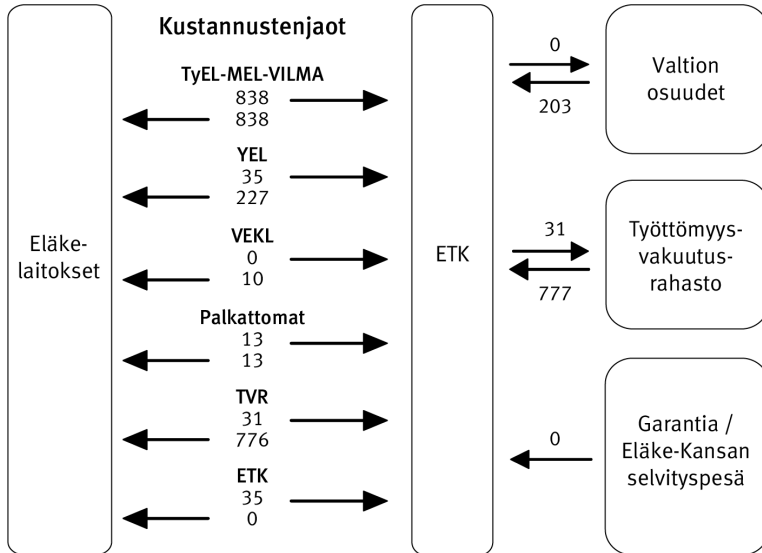 Kustannustenjaot
TyEL-MEL-VILMA
838
838
YEL
35
227
VEKL
0
10
Palkattomat
13
13
TVR
31
776
ETK
35
0
Eläke-
laitokset
ETK
0
203
Valtion
osuudet
31
777
Työttömyys-
vakuutus-
rahasto
0
Garantia /
Eläke-Kansan
selvityspesä